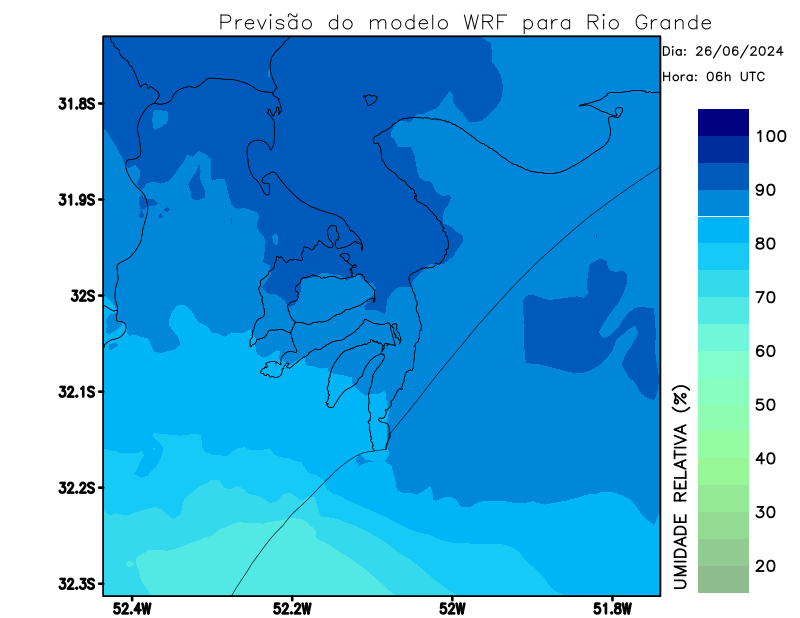 Previsão do modelo WRF para Rio Grande
Dia: 26/06/2024
Hora: 06h UTC
31.8S
31.9S
32S
32.1S
32.2S
32.3S
52.4W
52.2W
52W
51.8W
100
90
80
70
60
50
40
30
20
UMIDADE RELATIVA (%)